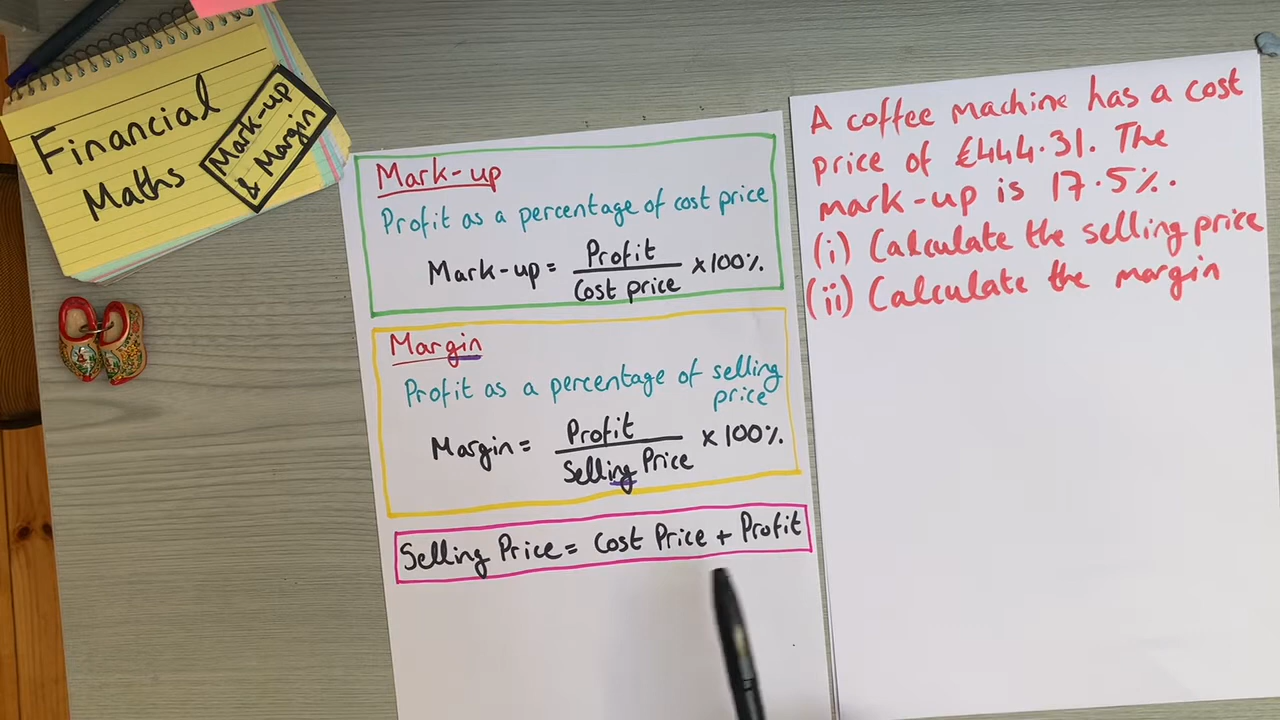 Financial
Maths
Mark-up
& Margin
Mark-up
Profit as a percentage of cost price
Mark-up = Profit
Cost price
×100%
Margin
Profit as a percentage of selling
price
Margin = Profit
Selling Price
×100%
Selling Price = Cost Price + Profit
A coffee machine has a cost
price of £444.31. The
mark-up is 17.5%.
(i) Calculate the selling price
(ii) Calculate the margin